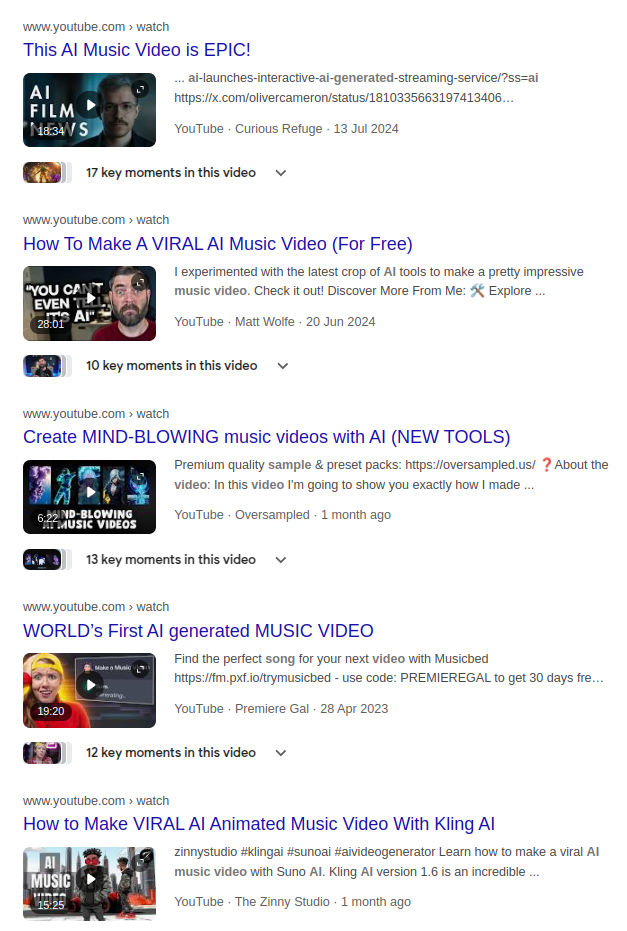 www.youtube.com › watch
This AI Music Video is EPIC!
... ai-launches-interactive-ai-generated-streaming-service/?ss=ai
https://x.com/olivercameron/status/1810335663197413406…
YouTube · Curious Refuge · 13 Jul 2024
AI
FILM
NEWS
18:34
17 key moments in this video
www.youtube.com › watch
How To Make A VIRAL AI Music Video (For Free)
I experimented with the latest crop of AI tools to make a pretty impressive
music video. Check it out! Discover More From Me: 🛠️ Explore ...
YouTube · Matt Wolfe · 20 Jun 2024
"YOU CAN'T
EVEN TELL
IT'S AI"
28:01
10 key moments in this video
www.youtube.com › watch
Create MIND-BLOWING music videos with AI (NEW TOOLS)
Premium quality sample & preset packs: https://oversampled.us/ ❓About the
video: In this video I'm going to show you exactly how I made ...
YouTube · Oversampled · 1 month ago
MIND-BLOWING
AI MUSIC VIDEOS
6:22
13 key moments in this video
www.youtube.com › watch
WORLD’s First AI generated MUSIC VIDEO
Find the perfect song for your next video with Musicbed
https://fm.pxf.io/trymusicbed - use code: PREMIEREGAL to get 30 days fre…
YouTube · Premiere Gal · 28 Apr 2023
Make a Music
19:20
12 key moments in this video
www.youtube.com › watch
How to Make VIRAL AI Animated Music Video With Kling AI
zinnystudio #klingai #sunoai #aivideogenerator Learn how to make a viral AI
music video with Suno AI. Kling AI version 1.6 is an incredible ...
YouTube · The Zinny Studio · 1 month ago
AI
MUSIC
VIDEO
15:25